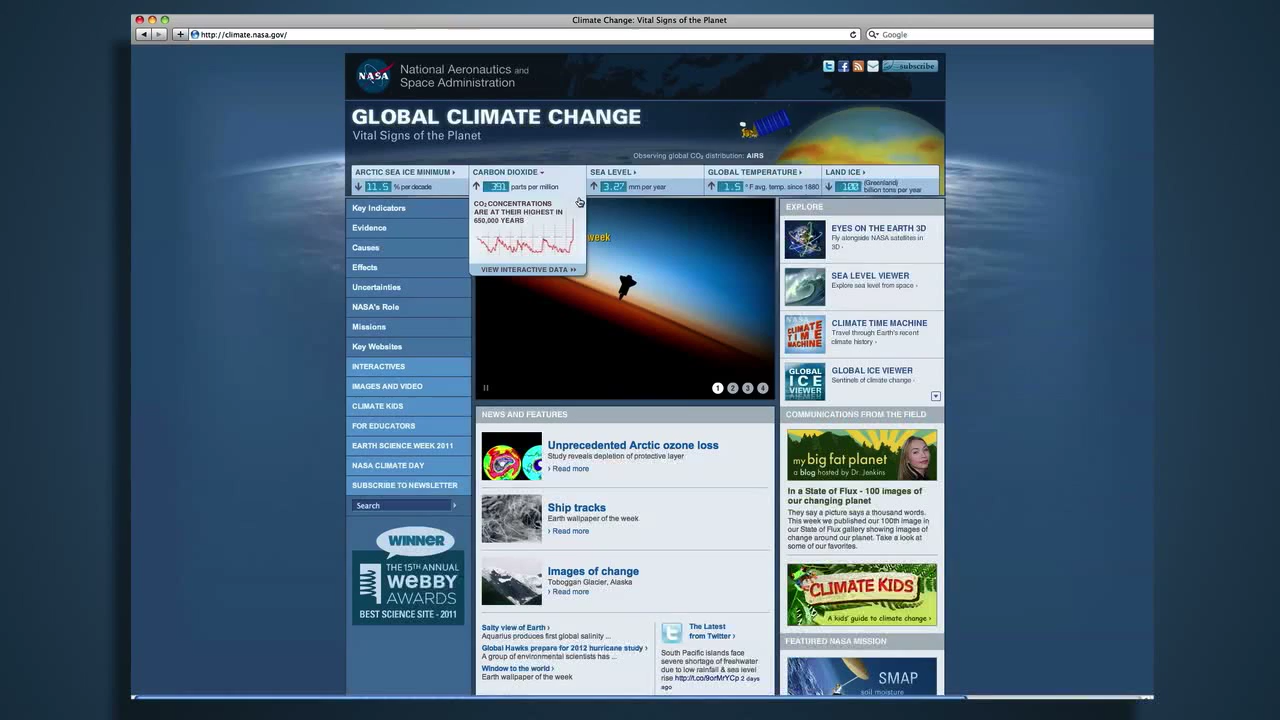 Climate Change: Vital Signs of the Planet
http://climate.nasa.gov/
Google
NASA
National Aeronautics and
Space Administration
subscribe
GLOBAL CLIMATE CHANGE
Vital Signs of the Planet
Observing global CO₂ distribution: AIRS
ARCTIC SEA ICE MINIMUM
11.5 % per decade
CARBON DIOXIDE
391 parts per million
SEA LEVEL
3.27 mm per year
GLOBAL TEMPERATURE
1.5 °F avg. temp. since 1880
LAND ICE
100 (Greenland)
billion tons per year
CO₂ CONCENTRATIONS
ARE AT THEIR HIGHEST IN
650,000 YEARS
VIEW INTERACTIVE DATA
Key Indicators
Evidence
Causes
Effects
Uncertainties
NASA's Role
Missions
Key Websites
INTERACTIVES
IMAGES AND VIDEO
CLIMATE KIDS
FOR EDUCATORS
EARTH SCIENCE WEEK 2011
NASA CLIMATE DAY
SUBSCRIBE TO NEWSLETTER
Search
WINNER
THE 15TH ANNUAL
WEBBY
AWARDS
BEST SCIENCE SITE - 2011
week
1 2 3 4
NEWS AND FEATURES
Unprecedented Arctic ozone loss
Study reveals depletion of protective layer
› Read more
Ship tracks
Earth wallpaper of the week
› Read more
Images of change
Toboggan Glacier, Alaska
› Read more
Salty view of Earth ›
Aquarius produces first global salinity ...
Global Hawks prepare for 2012 hurricane study ›
A group of environmental scientists has ...
Window to the world ›
Earth wallpaper of the week
The Latest
from Twitter ›
South Pacific islands face
severe shortage of freshwater
due to low rainfall & sea level
rise http://t.co/9orMrYCp 2 days
ago
EXPLORE
EYES ON THE EARTH 3D
Fly alongside NASA satellites in
3D ›
SEA LEVEL VIEWER
Explore sea level from space ›
NASA
CLIMATE
TIME
MACHINE
CLIMATE TIME MACHINE
Travel through Earth's recent
climate history ›
GLOBAL
ICE
VIEWER
GLOBAL ICE VIEWER
Sentinels of climate change ›
COMMUNICATIONS FROM THE FIELD
my big fat planet
a blog hosted by Dr. Jenkins
In a State of Flux - 100 images of
our changing planet
They say a picture says a thousand words.
This week we published our 100th image in
our State of Flux gallery showing images of
change around our planet. Take a look at
some of our favorites.
CLIMATE KIDS
A kids' guide to climate change ›
FEATURED NASA MISSION
SMAP
soil moisture